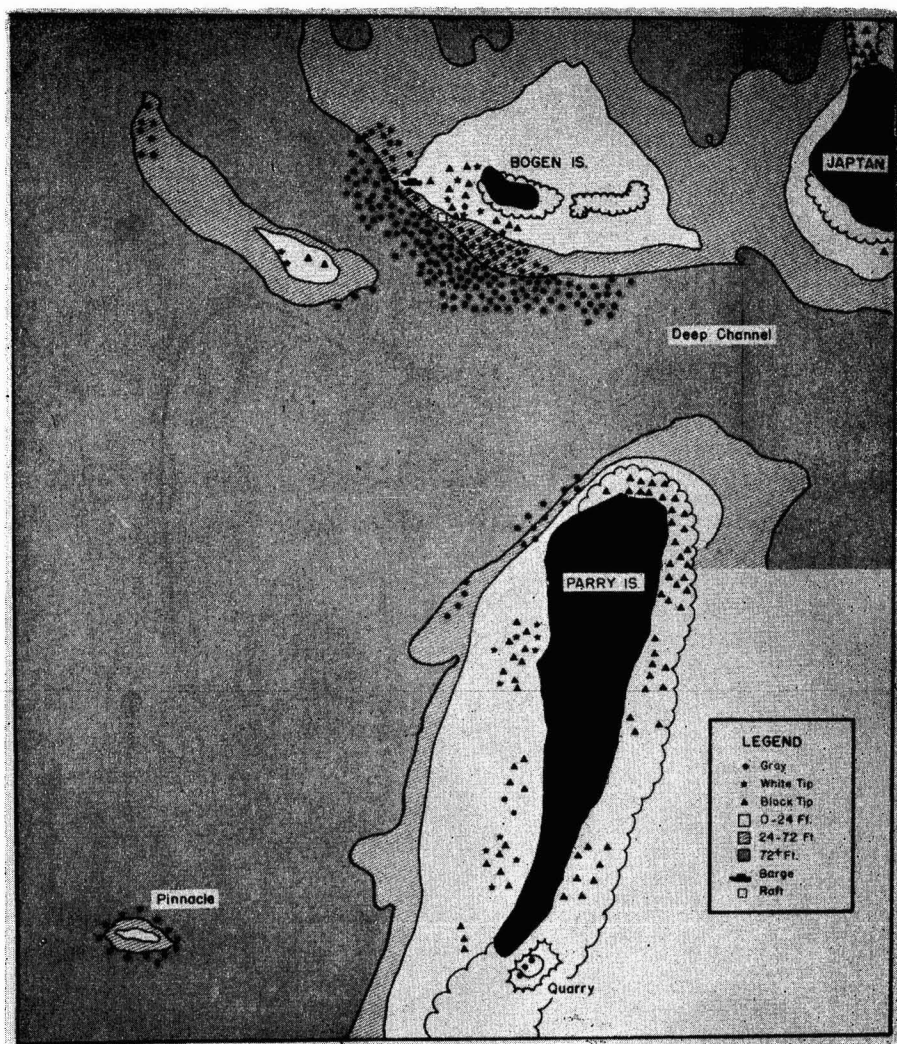 BOGEN IS.
JAPTAN
Deep Channel
PARRY IS.
LEGEND
Gray
White Tip
Black Tip
0-24 Ft.
24-72 Ft.
72+ Ft.
Barge
Raft
Pinnacle
Quarry